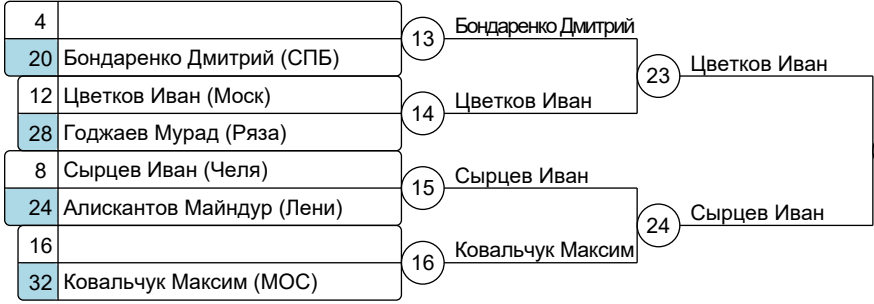 4
20 Бондаренко Дмитрий (СПБ)
13 Бондаренко Дмитрий
12 Цветков Иван (Моск)
28 Годжаев Мурад (Ряза)
14 Цветков Иван
23 Цветков Иван
8 Сырцев Иван (Челя)
24 Алискантов Майндур (Лени)
15 Сырцев Иван
16
32 Ковальчук Максим (МОС)
16 Ковальчук Максим
24 Сырцев Иван